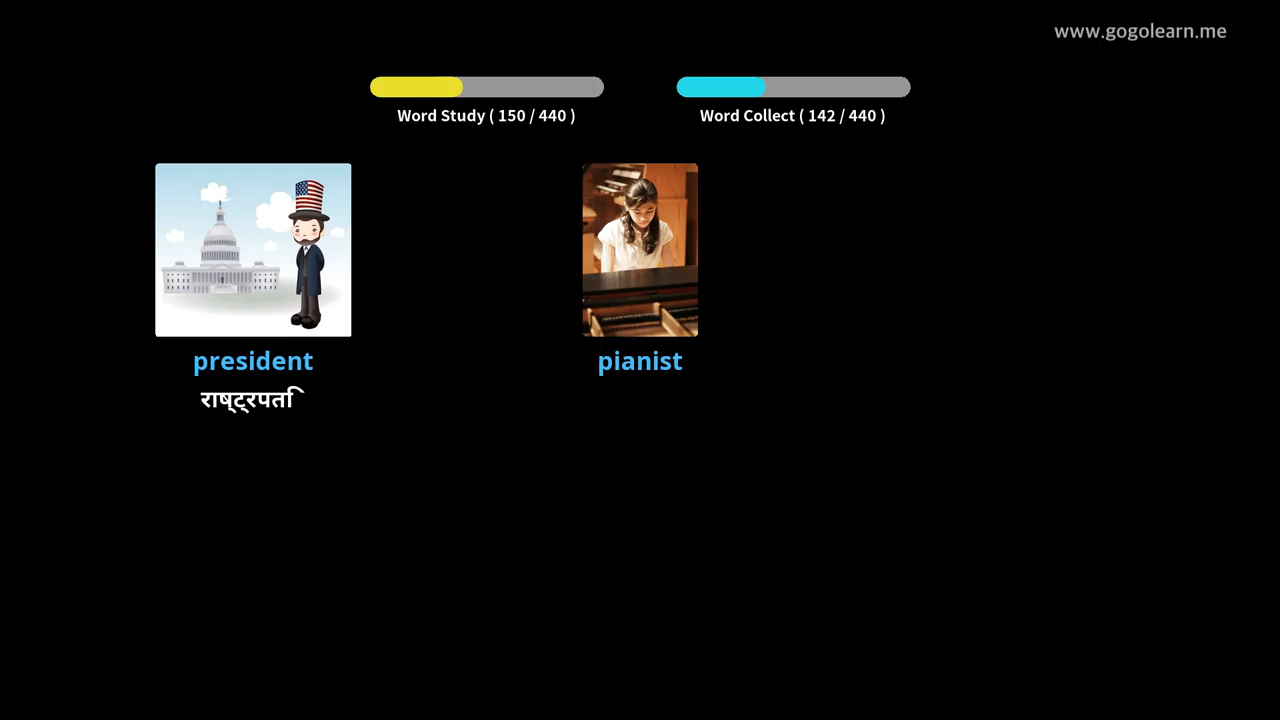 www.gogolearn.me
Word Study ( 150 / 440 )
Word Collect ( 142 / 440 )
president
pianist
राष्ट्रपति